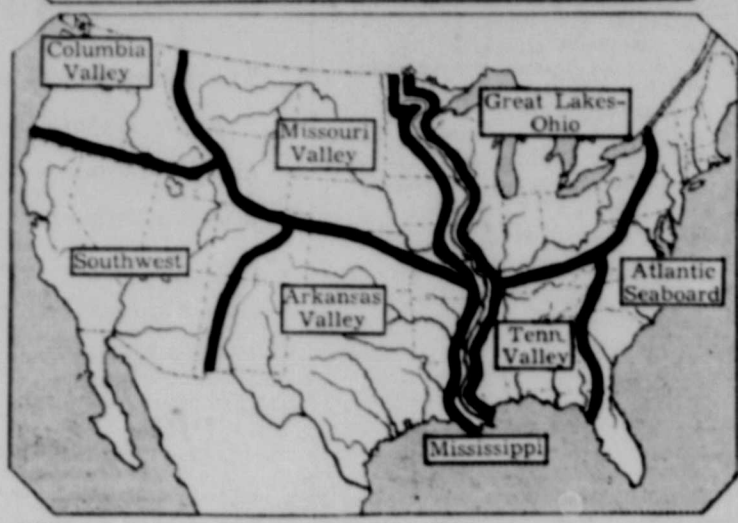 Columbia
Valley
Great Lakes-
Ohio
Missouri
Valley
Southwest
Atlantic
Seaboard
Arkansas
Valley
Tenn.
Valley
Mississippi